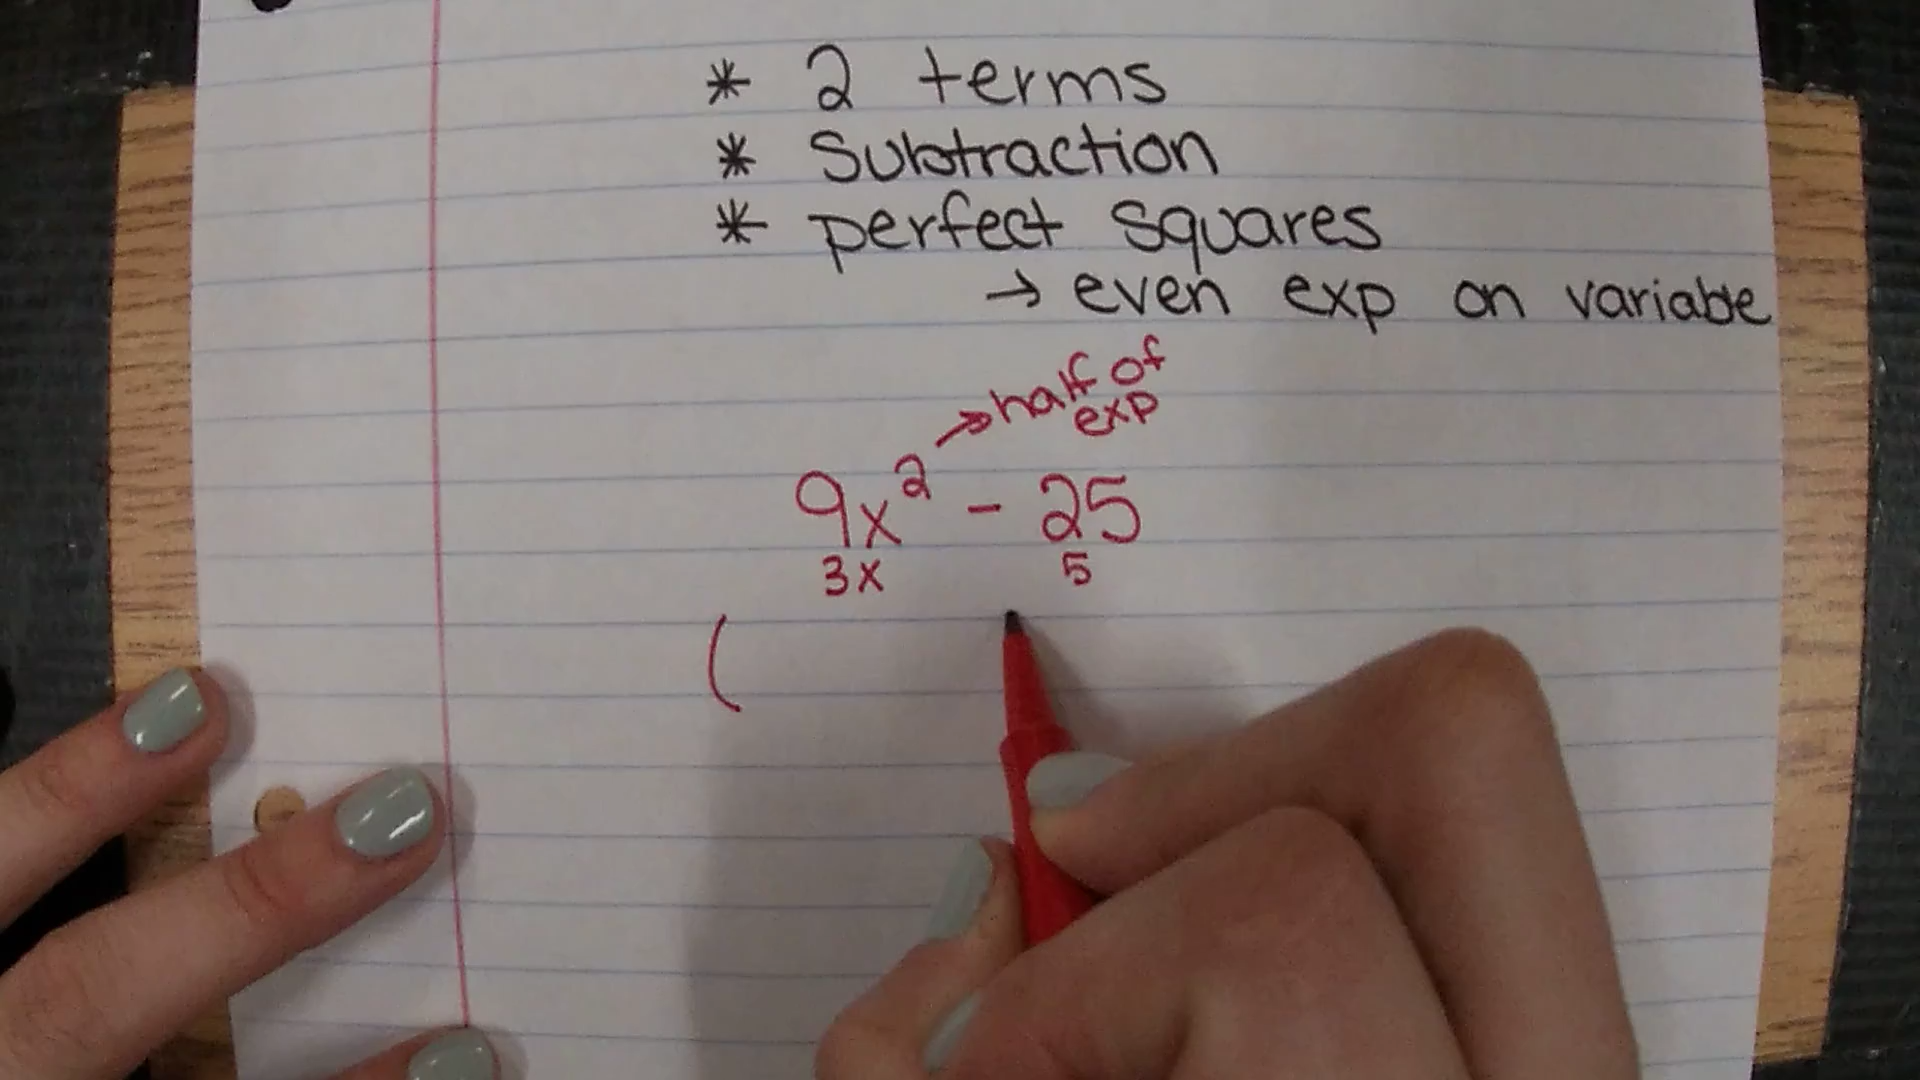 * 2 terms
* Subtraction
* perfect squares
→ even exp on variable
→ half of
exp
9x² - 25
3x 5
(